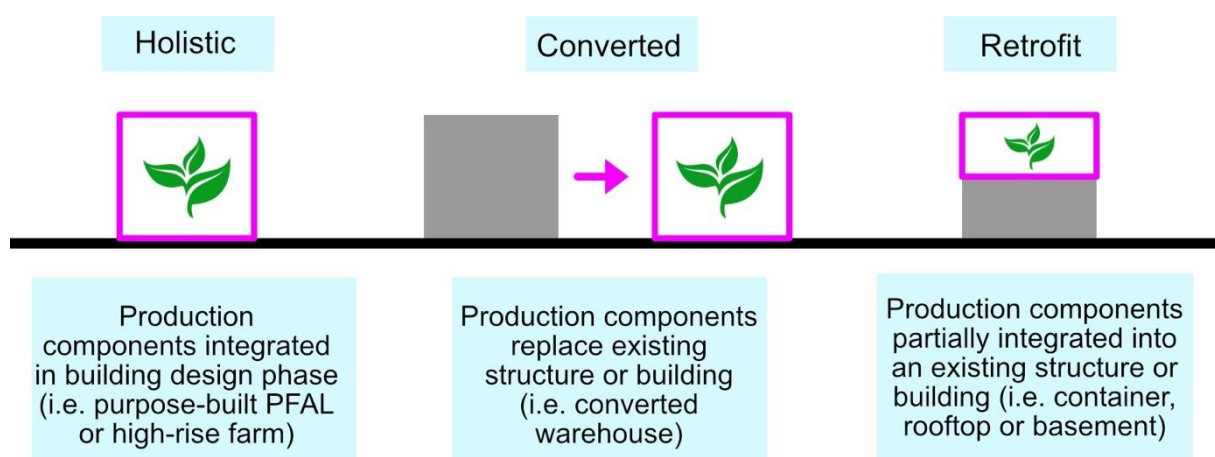 Holistic
Converted
Retrofit
Production
components integrated
in building design phase
(i.e. purpose-built PFAL
or high-rise farm)
Production components
replace existing
structure or building
(i.e. converted
warehouse)
Production components
partially integrated into
an existing structure or
building (i.e. container,
rooftop or basement)